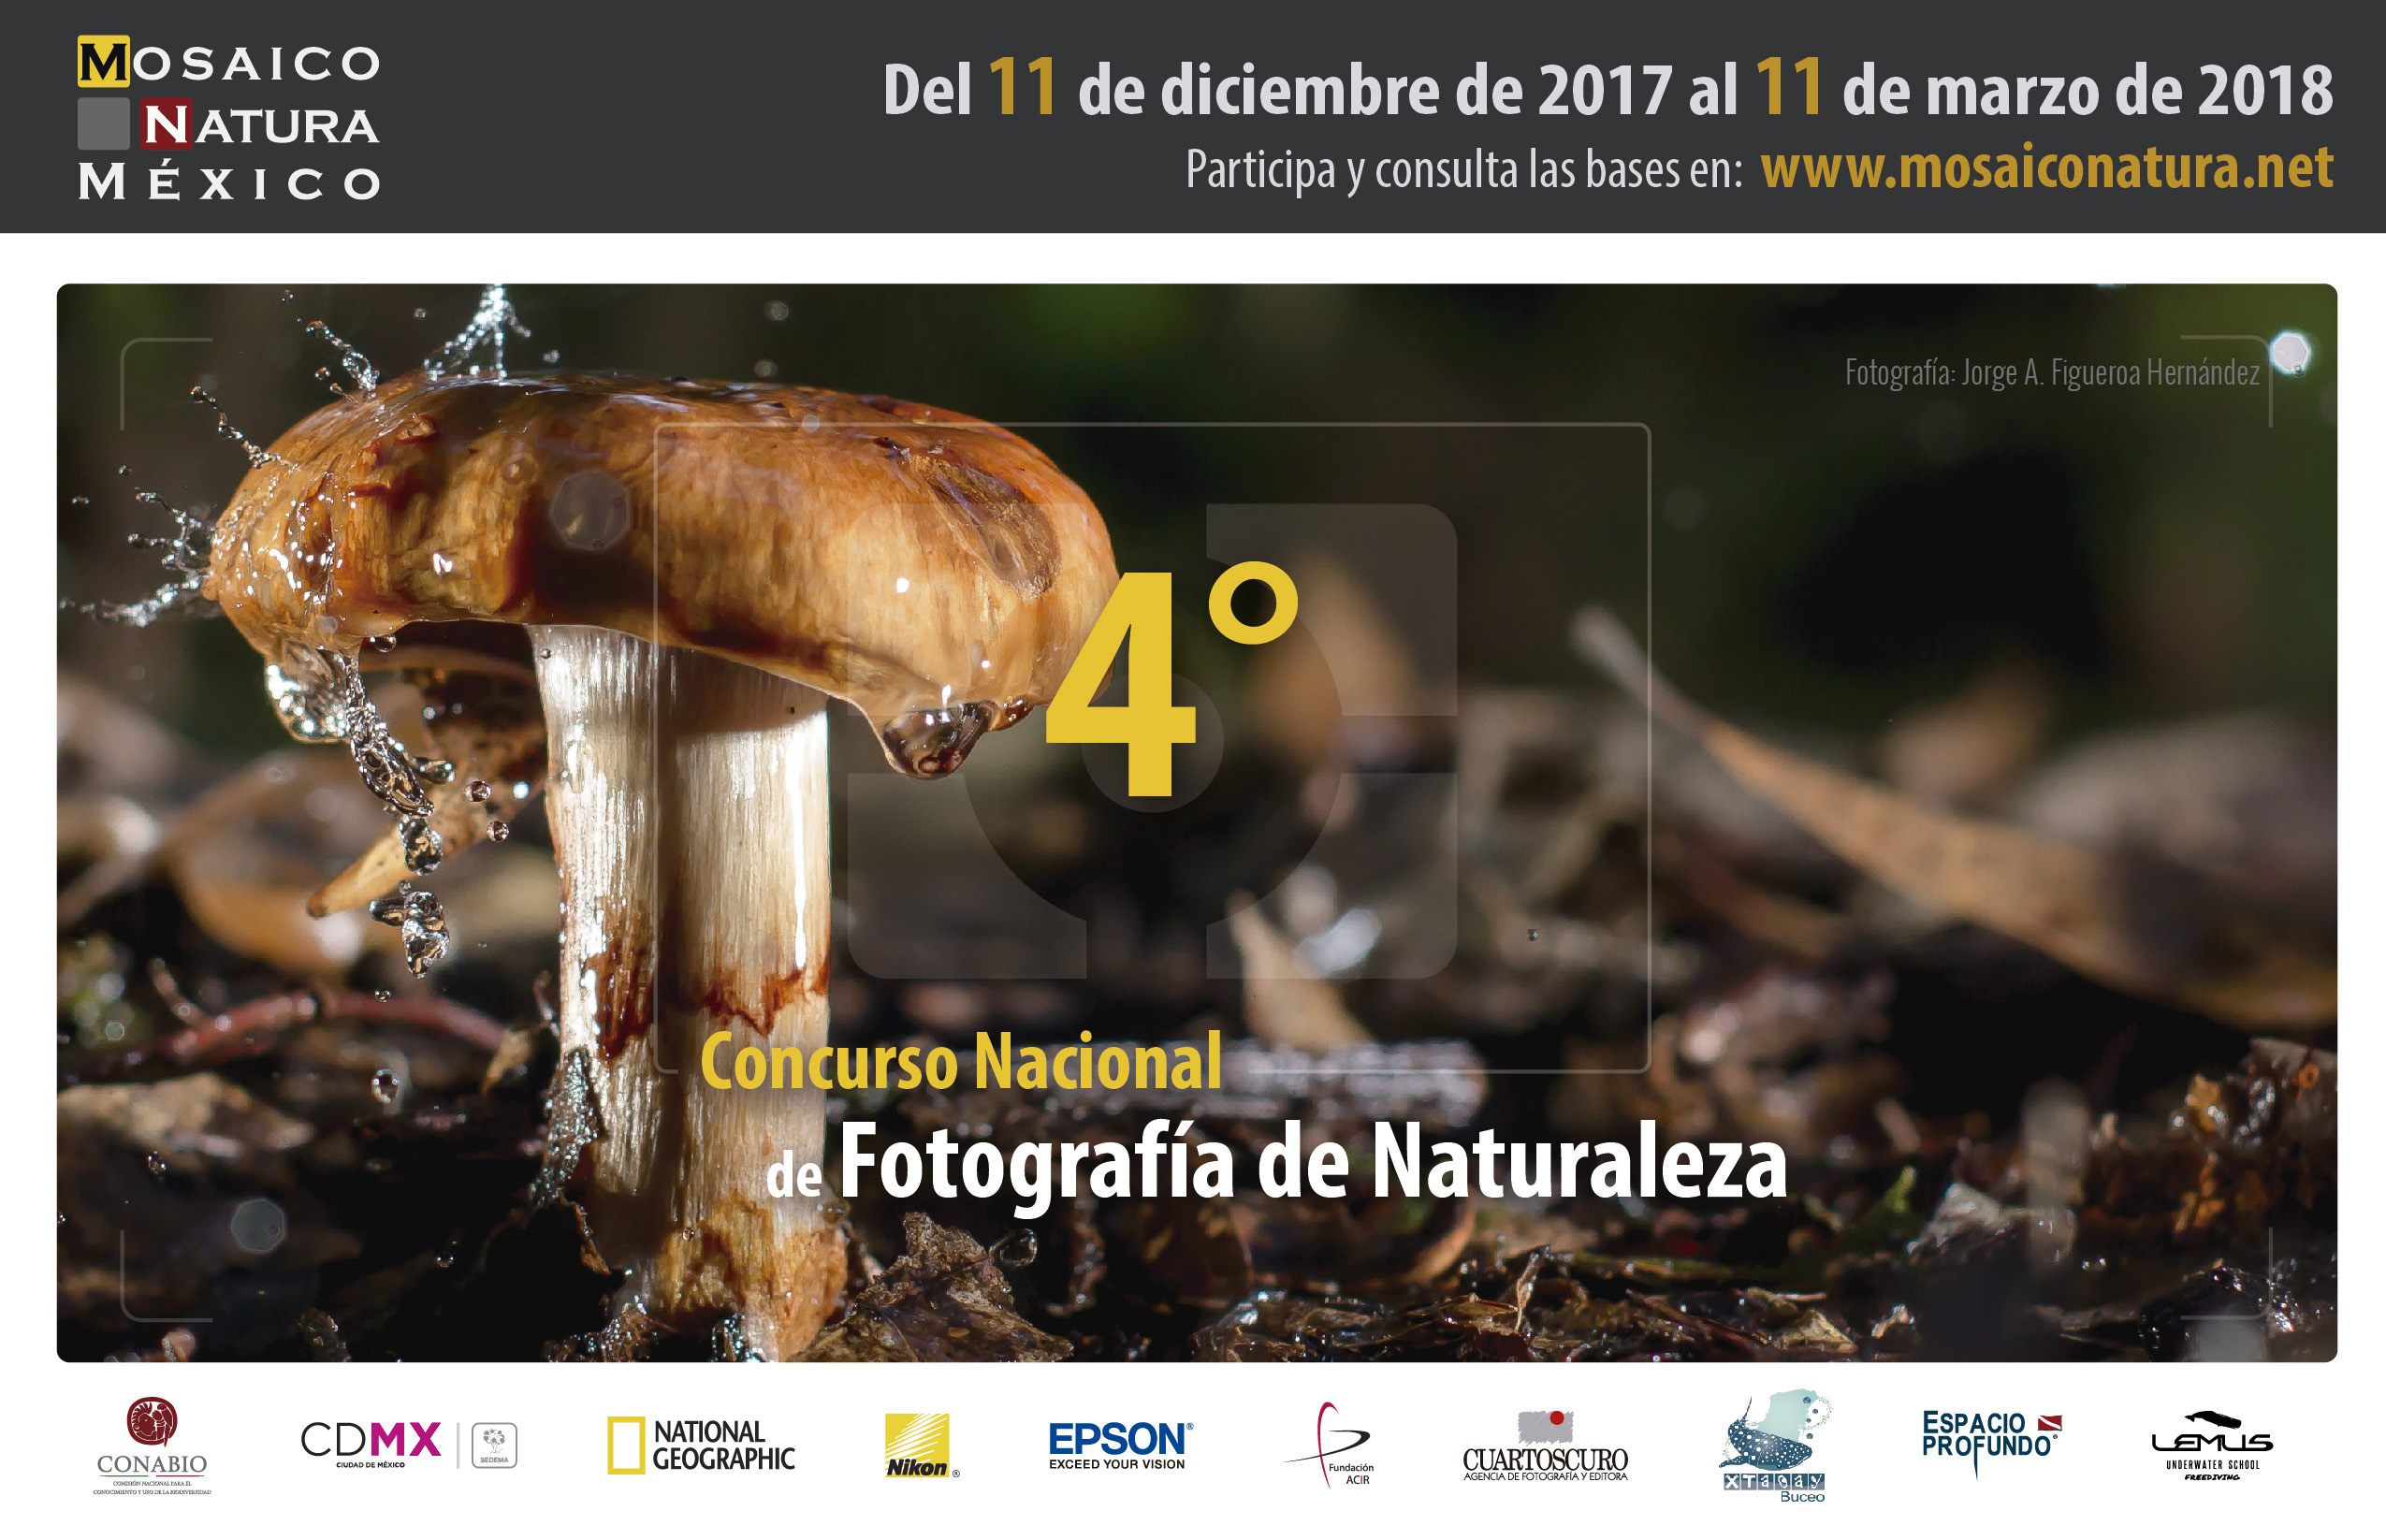 MOSAICO
NATURA
MÉXICO
Del 11 de diciembre de 2017 al 11 de marzo de 2018
Participa y consulta las bases en: www.mosaiconatura.net
Fotografía: Jorge A. Figueroa Hernández
4°
Concurso Nacional
de Fotografía de Naturaleza
CONABIO
COMISIÓN NACIONAL PARA EL
CONOCIMIENTO Y USO DE LA BIODIVERSIDAD
CDMX
CIUDAD DE MÉXICO
SEDEMA
NATIONAL
GEOGRAPHIC
Nikon®
EPSON®
EXCEED YOUR VISION
Fundación
ACIR
CUARTOSCURO
AGENCIA DE FOTOGRAFÍA Y EDITORA
XTABAY
Buceo
ESPACIO
PROFUNDO®
LEMUS
UNDERWATER SCHOOL
FREEDIVING